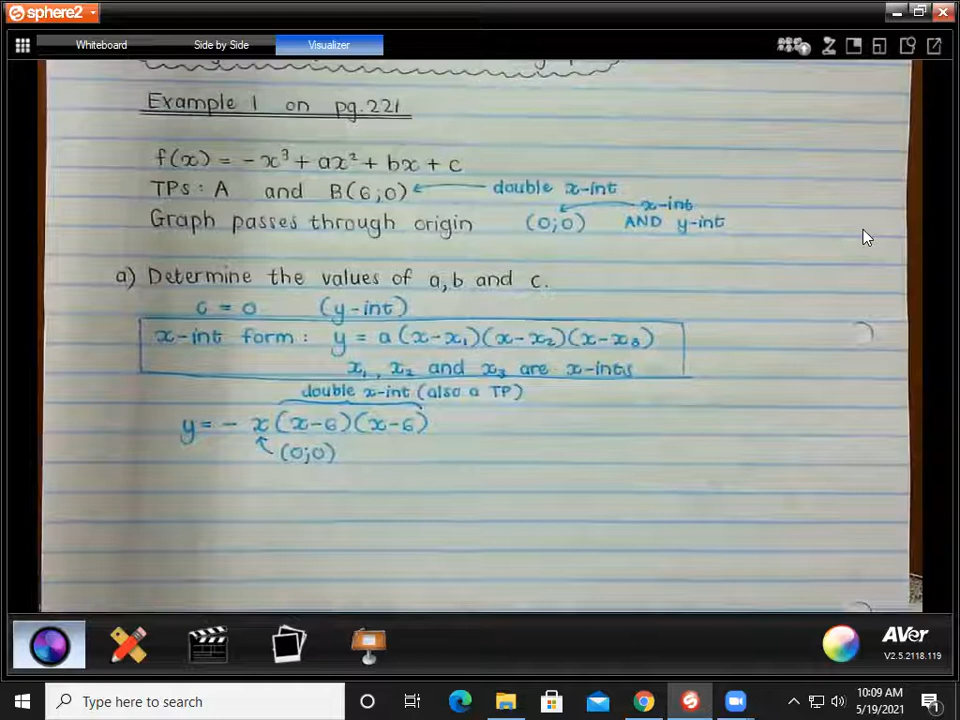 sphere2
Whiteboard Side by Side Visualizer
Example 1 on pg.221
f(x) = -x³ + ax² + bx + c
TPs: A and B(6;0) ← double x-int
x-int
Graph passes through origin (0;0) AND y-int
a) Determine the values of a, b and c.
c = 0 (y-int)
x-int form: y = a(x-x₁)(x-x₂)(x-x₃)
x₁, x₂ and x₃ are x-ints
double x-int (also a TP)
y = - x(x-6)(x-6)
(0;0)
AVer
V2.5.2118.119
Type here to search
10:09 AM
5/19/2021
1